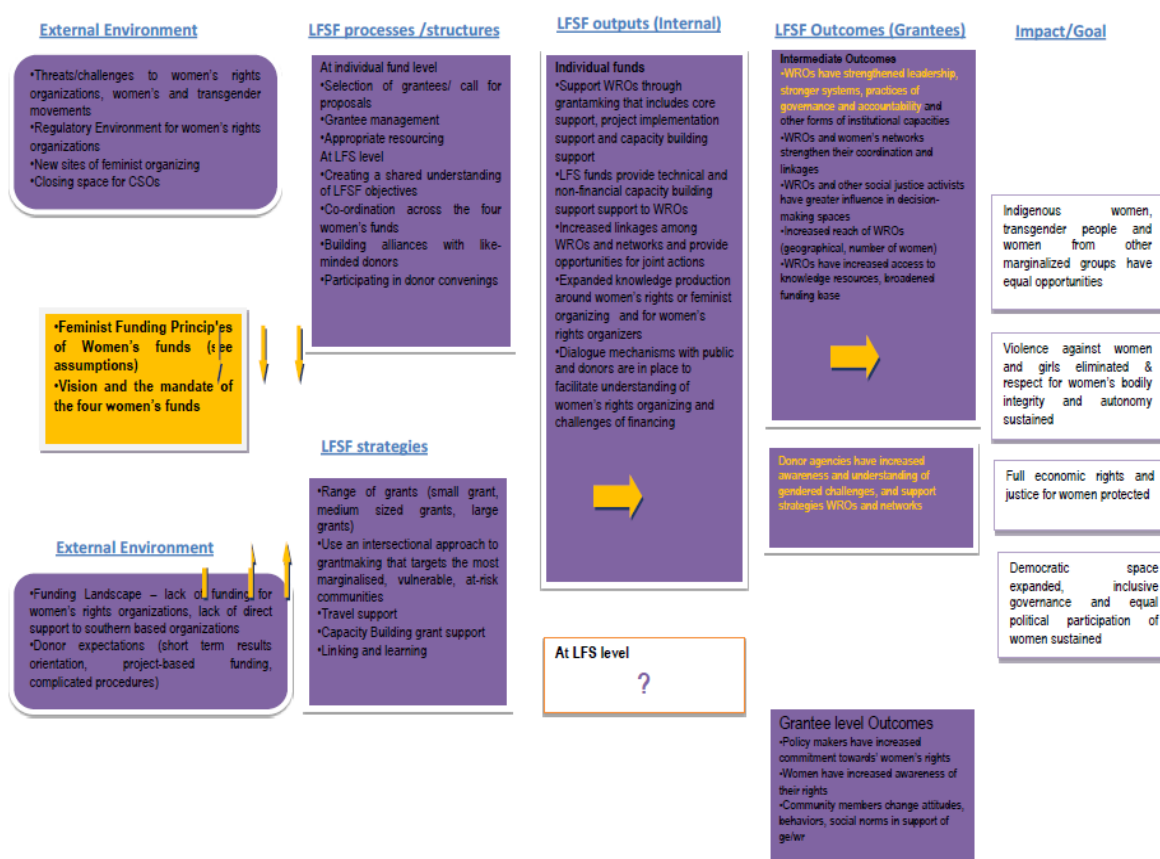 External Environment
•Threats/challenges to women's rights
organizations, women's and transgender
movements
•Regulatory Environment for women's rights
organizations
•New sites of feminist organizing
•Closing space for CSOs
•Feminist Funding Principles
of Women's funds (see
assumptions)
•Vision and the mandate of
the four women's funds
External Environment
•Funding Landscape – lack of funding for
women's rights organizations, lack of direct
support to southern based organizations
•Donor expectations (short term results
orientation, project-based funding,
complicated procedures)
LFSF processes /structures
At individual fund level
•Selection of grantees/ call for
proposals
•Grantee management
•Appropriate resourcing
At LFS level
•Creating a shared understanding
of LFSF objectives
•Co-ordination across the four
women's funds
•Building alliances with like-
minded donors
•Participating in donor convenings
LFSF strategies
•Range of grants (small grant,
medium sized grants, large
grants)
•Use an intersectional approach to
grantmaking that targets the most
marginalised, vulnerable, at-risk
communities
•Travel support
•Capacity Building grant support
•Linking and learning
LFSF outputs (Internal)
Individual funds
•Support WROs through
grantamking that includes core
support, project implementation
support and capacity building
support
•LFS funds provide technical and
non-financial capacity building
support support to WROs
•Increased linkages among
WROs and networks and provide
opportunities for joint actions
•Expanded knowledge production
around women's rights or feminist
organizing and for women's
rights organizers
•Dialogue mechanisms with public
and donors are in place to
facilitate understanding of
women's rights organizing and
challenges of financing
At LFS level
?
LFSF Outcomes (Grantees)
Intermediate Outcomes
•WROs have strengthened leadership,
stronger systems, practices of
governance and accountability and
other forms of institutional capacities
•WROs and women's networks
strengthen their coordination and
linkages
•WROs and other social justice activists
have greater influence in decision-
making spaces
•Increased reach of WROs
(geographical, number of women)
•WROs have increased access to
knowledge resources, broadened
funding base
Donor agencies have increased
awareness and understanding of
gendered challenges, and support
strategies WROs and networks
Grantee level Outcomes
•Policy makers have increased
commitment towards' women's rights
•Women have increased awareness of
their rights
•Community members change attitudes,
behaviors, social norms in support of
ge/wr
Impact/Goal
Indigenous women,
transgender people and
women from other
marginalized groups have
equal opportunities
Violence against women
and girls eliminated &
respect for women's bodily
integrity and autonomy
sustained
Full economic rights and
justice for women protected
Democratic space
expanded, inclusive
governance and equal
political participation of
women sustained